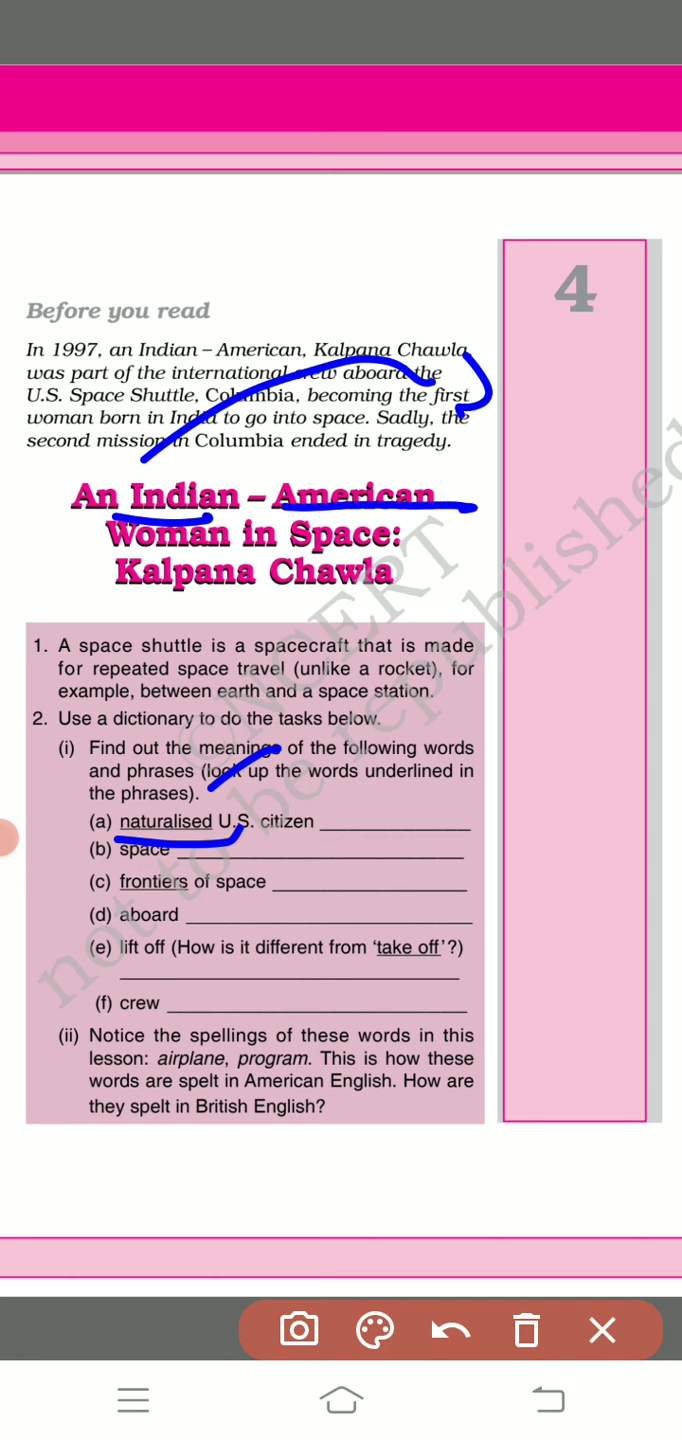 4
Before you read
In 1997, an Indian – American, Kalpana Chawla,
was part of the international crew aboard the
U.S. Space Shuttle, Columbia, becoming the first
woman born in India to go into space. Sadly, the
second mission in Columbia ended in tragedy.
An Indian – American
Woman in Space:
Kalpana Chawla
1. A space shuttle is a spacecraft that is made
for repeated space travel (unlike a rocket), for
example, between earth and a space station.
2. Use a dictionary to do the tasks below.
(i) Find out the meanings of the following words
and phrases (look up the words underlined in
the phrases).
(a) naturalised U.S. citizen
(b) space
(c) frontiers of space
(d) aboard
(e) lift off (How is it different from ‘take off’?)
(f) crew
(ii) Notice the spellings of these words in this
lesson: airplane, program. This is how these
words are spelt in American English. How are
they spelt in British English?
©NCERT
not to be republished